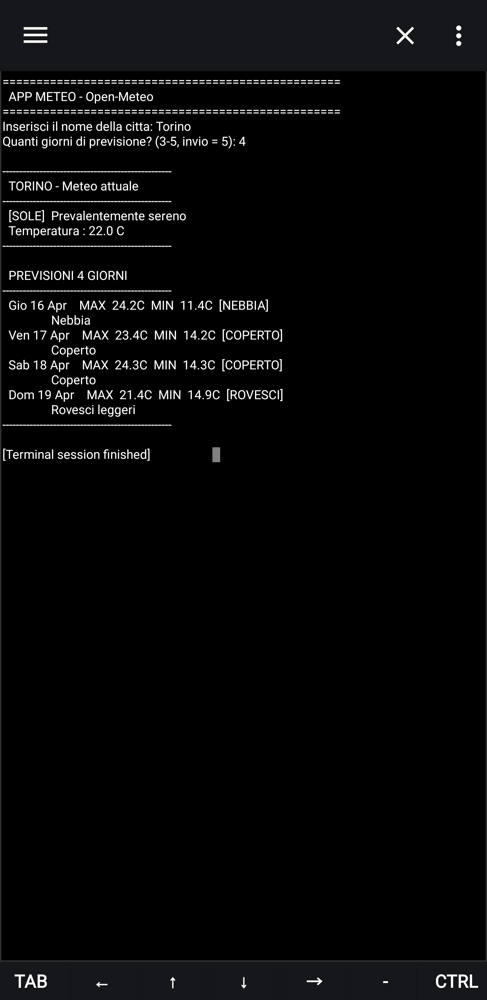 ==================================================
APP METEO - Open-Meteo
==================================================
Inserisci il nome della citta: Torino
Quanti giorni di previsione? (3-5, invio = 5): 4
--------------------------------------------------
TORINO - Meteo attuale
--------------------------------------------------
[SOLE]  Prevalentemente sereno
Temperatura : 22.0 C
--------------------------------------------------
PREVISIONI 4 GIORNI
--------------------------------------------------
Gio 16 Apr    MAX  24.2C  MIN  11.4C  [NEBBIA]
Nebbia
Ven 17 Apr    MAX  23.4C  MIN  14.2C  [COPERTO]
Coperto
Sab 18 Apr    MAX  24.3C  MIN  14.3C  [COPERTO]
Coperto
Dom 19 Apr    MAX  21.4C  MIN  14.9C  [ROVESCI]
Rovesci leggeri
--------------------------------------------------
[Terminal session finished]
TAB ← ↑ ↓ → - CTRL